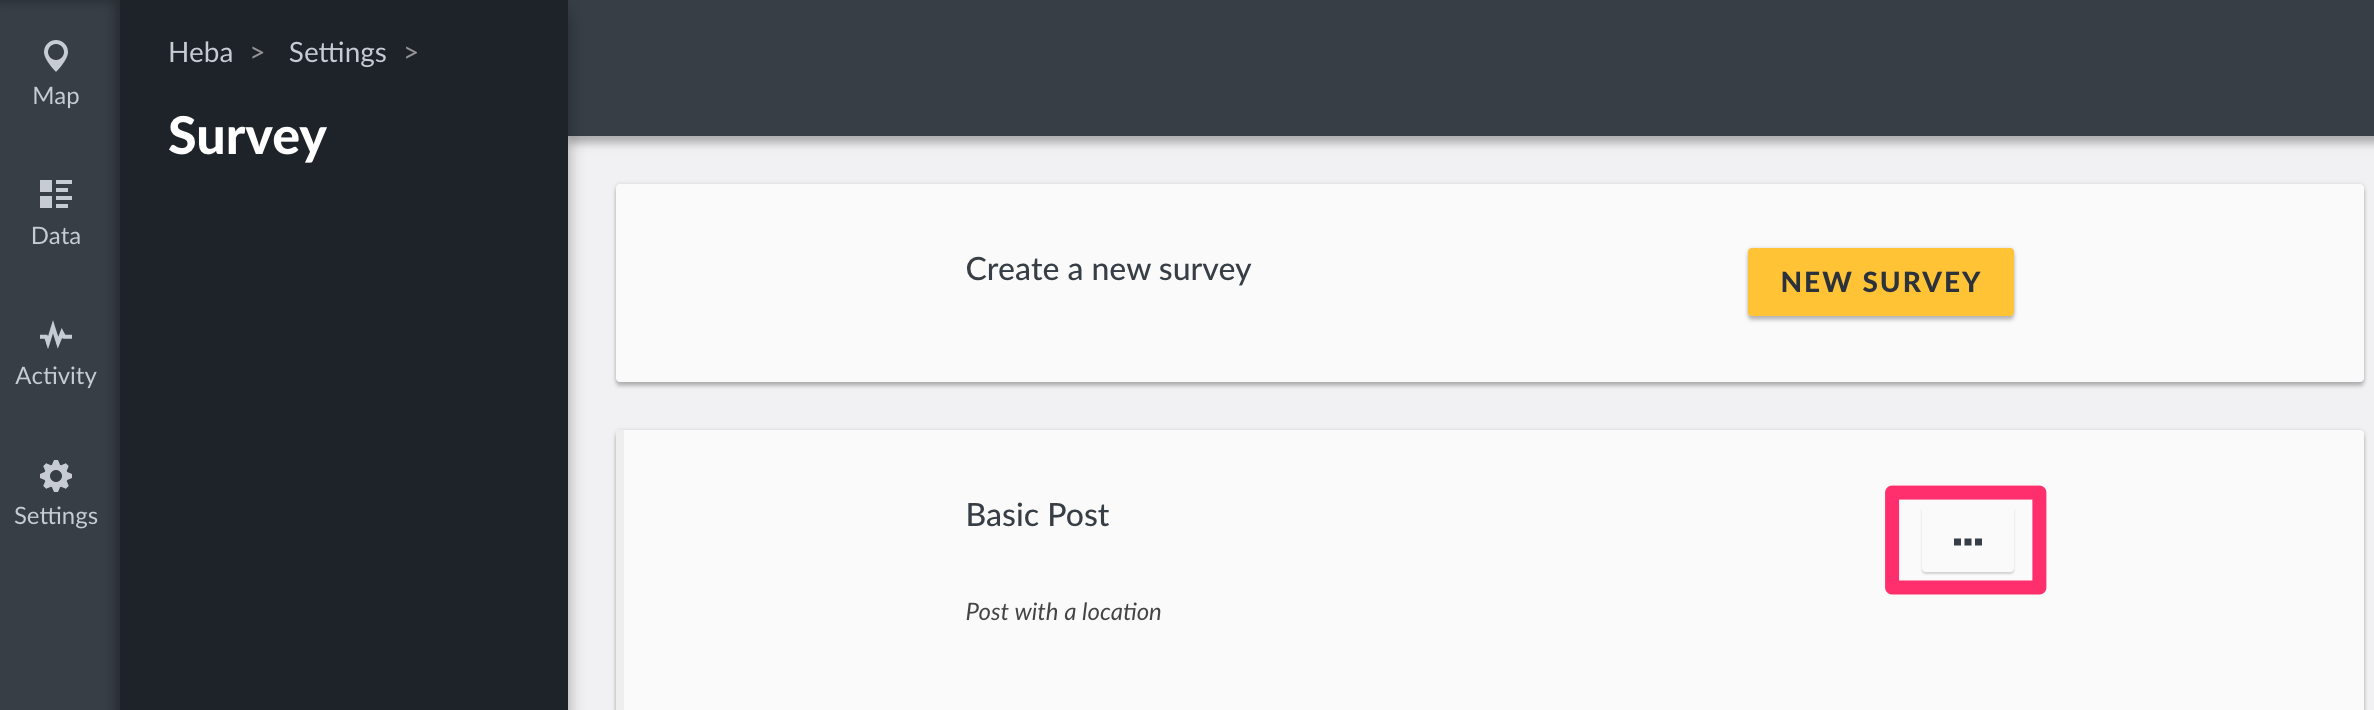 Map
Data
Activity
Settings
Heba > Settings >
Survey
Create a new survey
NEW SURVEY
Basic Post
...
Post with a location